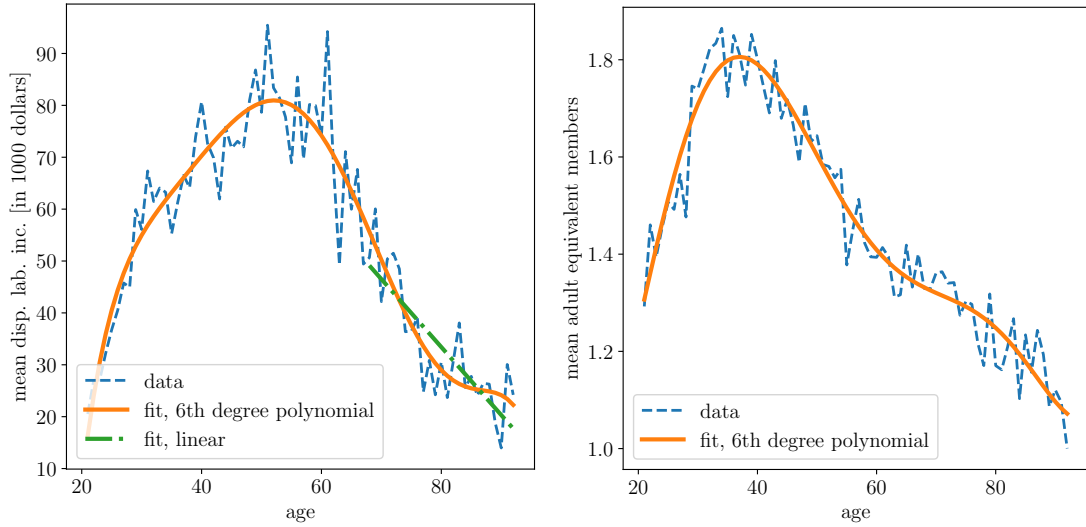 mean disp. lab. inc. [in 1000 dollars]
90
80
70
60
50
40
30
20
10
data
fit, 6th degree polynomial
fit, linear
20
40
60
80
age
mean adult equivalent members
1.8
1.6
1.4
1.2
1.0
data
fit, 6th degree polynomial
20
40
60
80
age